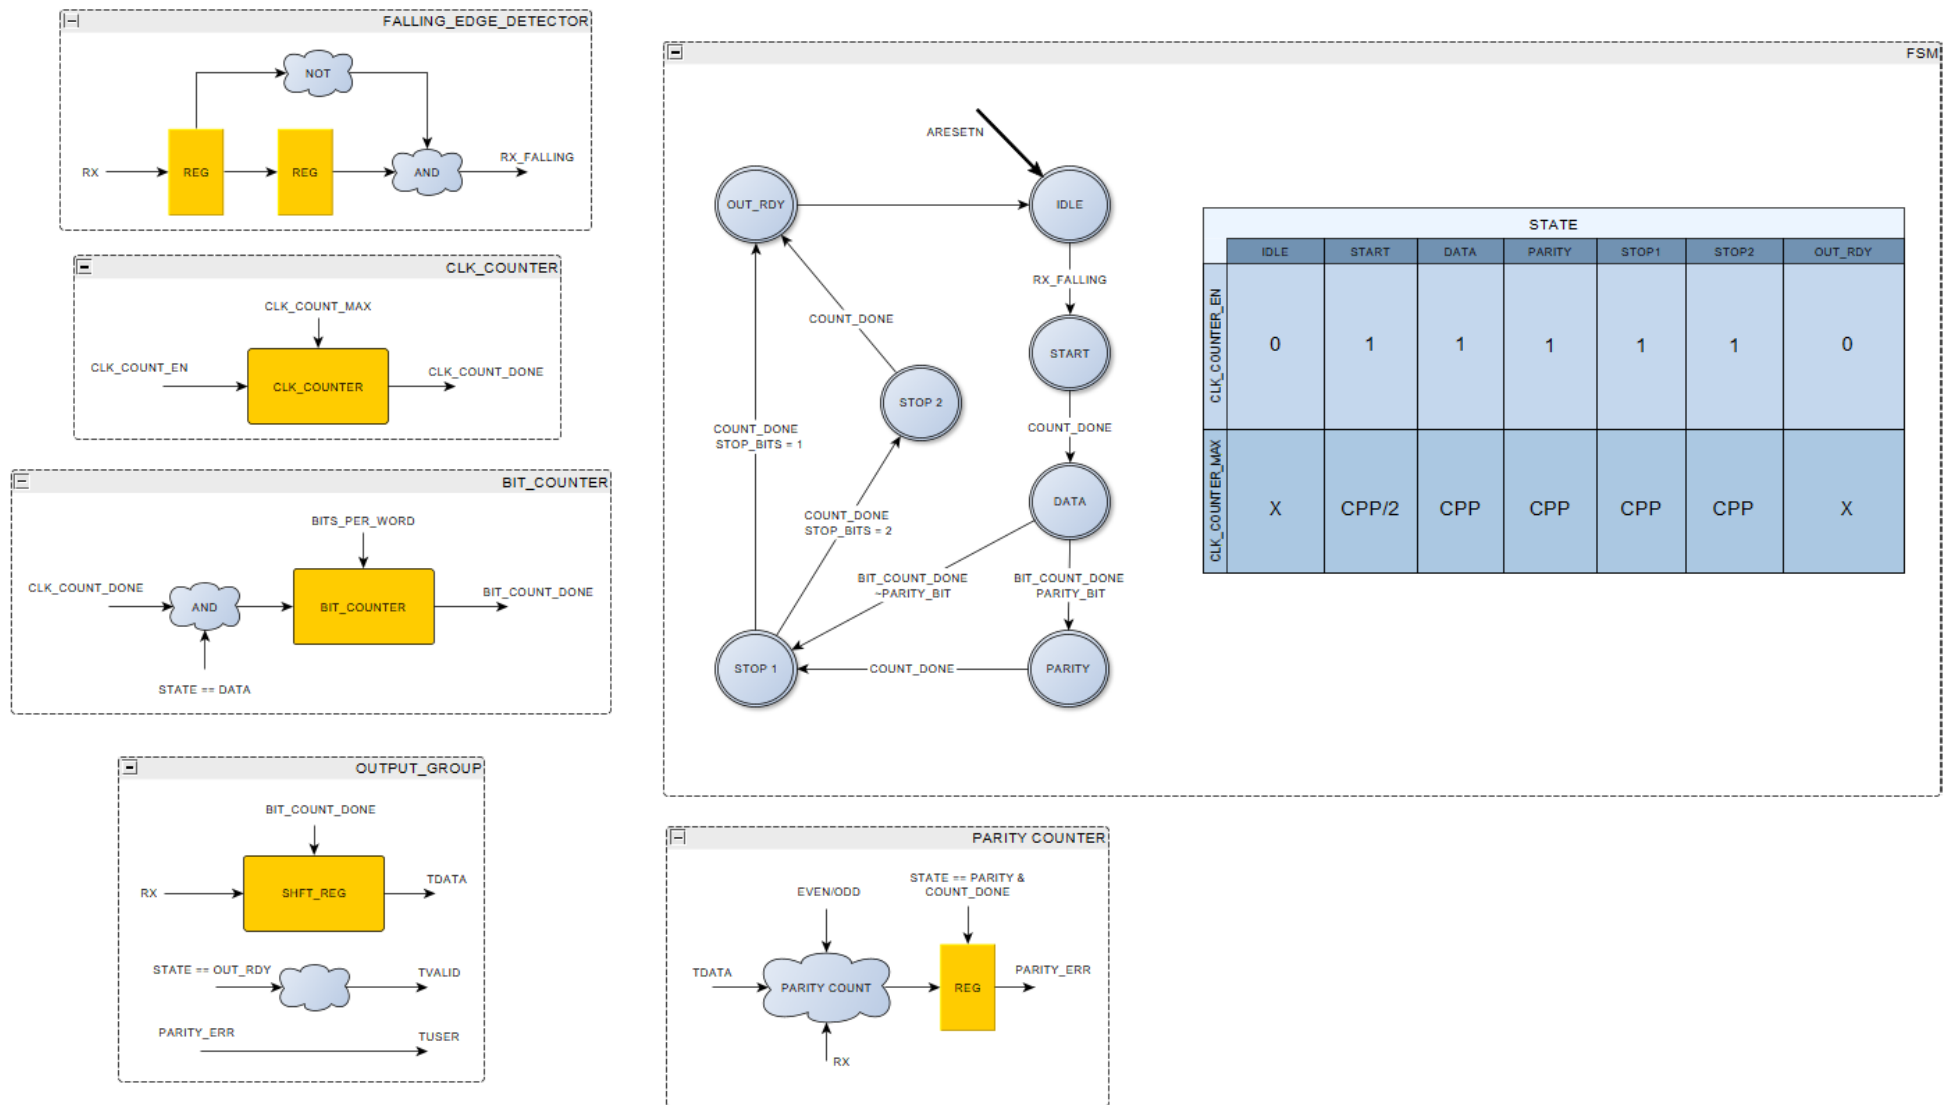 FALLING_EDGE_DETECTOR
NOT
RX
REG
REG
AND
RX_FALLING
CLK_COUNTER
CLK_COUNT_MAX
CLK_COUNT_EN
CLK_COUNTER
CLK_COUNT_DONE
BIT_COUNTER
BITS_PER_WORD
CLK_COUNT_DONE
AND
BIT_COUNTER
BIT_COUNT_DONE
STATE == DATA
OUTPUT_GROUP
BIT_COUNT_DONE
RX
SHFT_REG
TDATA
STATE == OUT_RDY
TVALID
PARITY_ERR
TUSER
FSM
ARESETN
OUT_RDY
IDLE
RX_FALLING
COUNT_DONE
START
STOP 2
COUNT_DONE
STOP_BITS = 1
COUNT_DONE
DATA
COUNT_DONE
STOP_BITS = 2
BIT_COUNT_DONE
~PARITY_BIT
BIT_COUNT_DONE
PARITY_BIT
STOP 1
COUNT_DONE
PARITY
STATE
IDLE START DATA PARITY STOP1 STOP2 OUT_RDY
CLK_COUNTER_EN
0 1 1 1 1 1 0
CLK_COUNTER_MAX
X CPP/2 CPP CPP CPP CPP X
PARITY COUNTER
EVEN/ODD
STATE == PARITY &
COUNT_DONE
TDATA
PARITY COUNT
REG
PARITY_ERR
RX